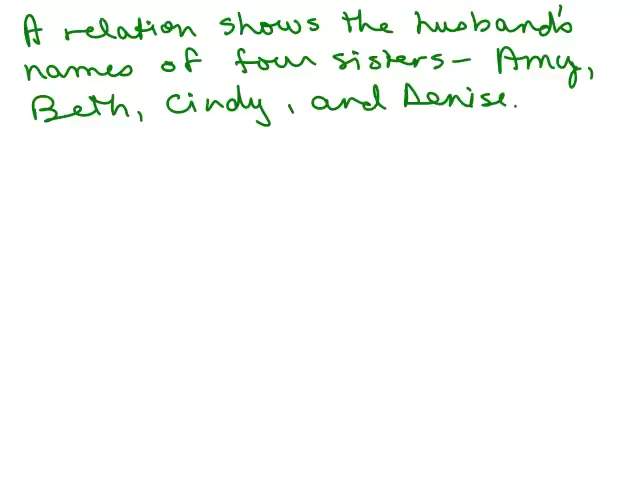 A relation shows the husband's
names of four sisters - Amy,
Beth, Cindy, and Denise.